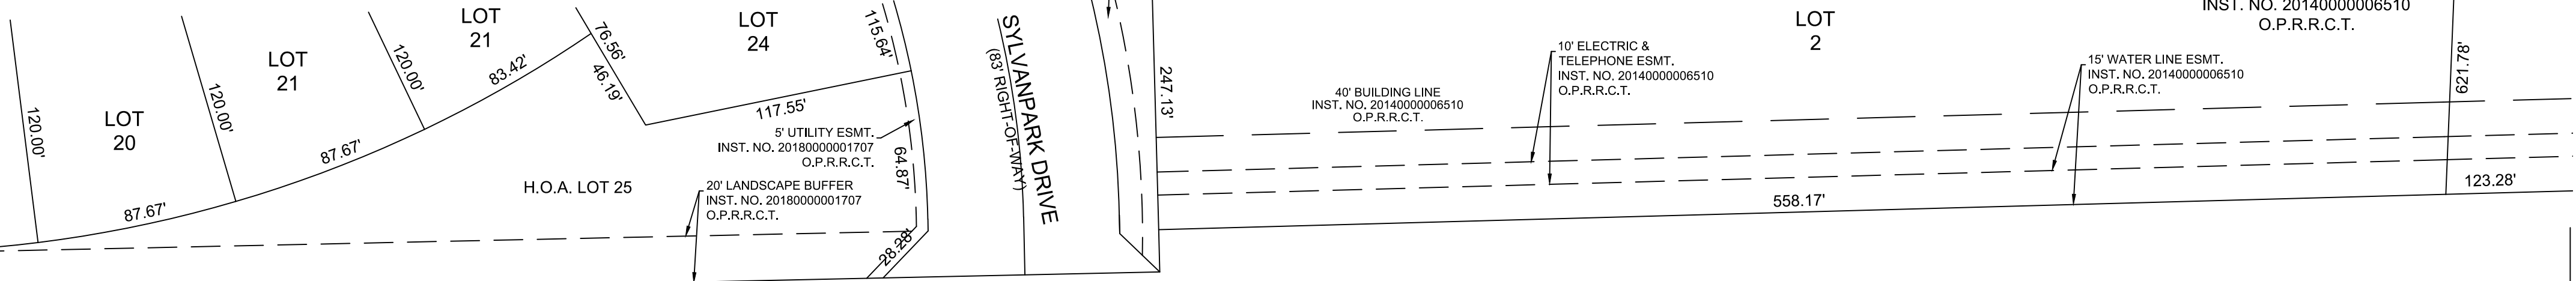 120.00'
LOT
20
87.67'
120.00'
LOT
21
87.67'
120.00'
LOT
21
83.42'
76.56'
46.19'
LOT
24
117.55'
115.64'
5' UTILITY ESMT.
INST. NO. 20180000001707
O.P.R.R.C.T.
64.87'
H.O.A. LOT 25
20' LANDSCAPE BUFFER
INST. NO. 20180000001707
O.P.R.R.C.T.
28.28'
SYLVANPARK DRIVE
(83' RIGHT-OF-WAY)
247.13'
40' BUILDING LINE
INST. NO. 20140000006510
O.P.R.R.C.T.
10' ELECTRIC &
TELEPHONE ESMT.
INST. NO. 20140000006510
O.P.R.R.C.T.
LOT
2
558.17'
15' WATER LINE ESMT.
INST. NO. 20140000006510
O.P.R.R.C.T.
INST. NO. 20140000006510
O.P.R.R.C.T.
621.78'
123.28'